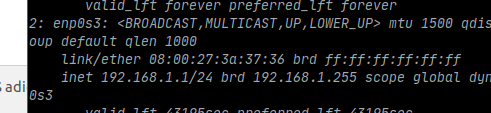 valid_lft forever preferred_lft forever
2: enp0s3: <BROADCAST,MULTICAST,UP,LOWER_UP> mtu 1500 qdis
oup default qlen 1000
link/ether 08:00:27:3a:37:36 brd ff:ff:ff:ff:ff:ff
inet 192.168.1.1/24 brd 192.168.1.255 scope global dyn
0s3
s adi
valid_lft 43195sec preferred_lft 43195sec